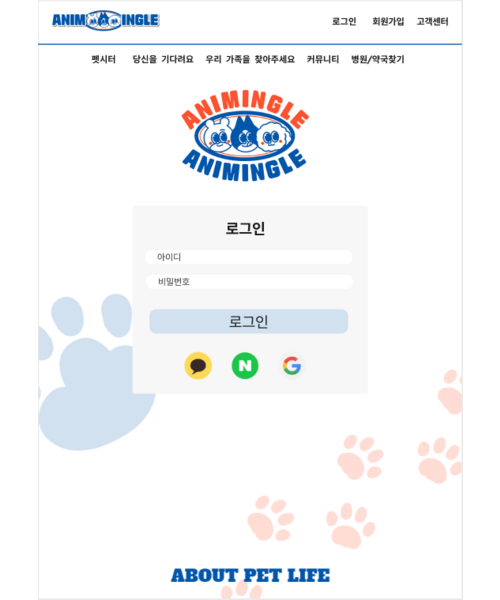 ANIMINGLE
로그인 회원가입 고객센터
펫시터 당신을 기다려요 우리 가족을 찾아주세요 커뮤니티 병원/약국찾기
ANIMINGLE
ANIMINGLE
로그인
아이디
비밀번호
로그인
N G
ABOUT PET LIFE